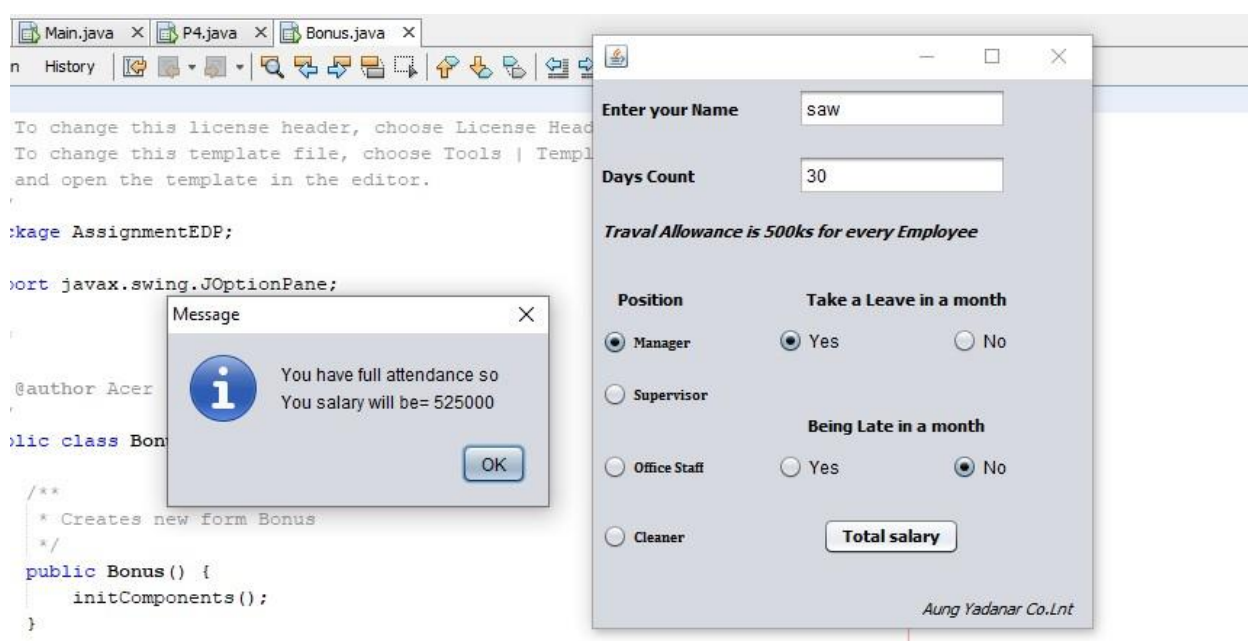 Main.java
P4.java
Bonus.java
History
To change this license header, choose License Head
To change this template file, choose Tools | Templ
and open the template in the editor.
ckage AssignmentEDP;
port javax.swing.JOptionPane;
@author Acer
blic class Bon
/**
* Creates new form Bonus
*/
public Bonus() {
initComponents();
}
Message
You have full attendance so
You salary will be= 525000
OK
Enter your Name
saw
Days Count
30
Traval Allowance is 500ks for every Employee
Position
Take a Leave in a month
Manager
Yes
No
Supervisor
Being Late in a month
Office Staff
Yes
No
Cleaner
Total salary
Aung Yadanar Co.Lnt